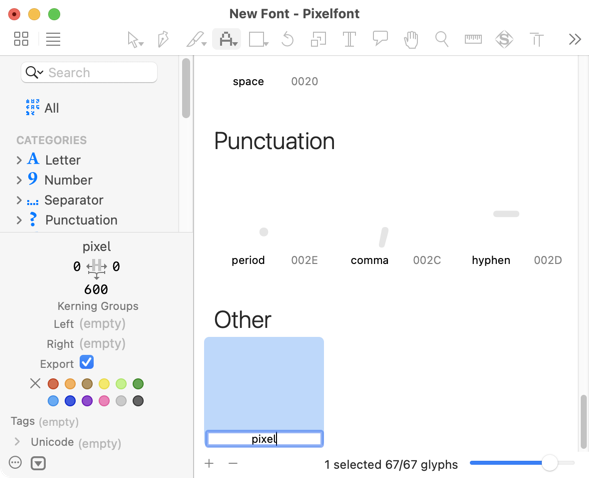 New Font - Pixelfont
Search
All
CATEGORIES
Letter
Number
Separator
Punctuation
pixel
0 0
600
Kerning Groups
Left (empty)
Right (empty)
Export
Tags (empty)
Unicode (empty)
space 0020
Punctuation
period 002E comma 002C hyphen 002D
Other
pixel
1 selected 67/67 glyphs